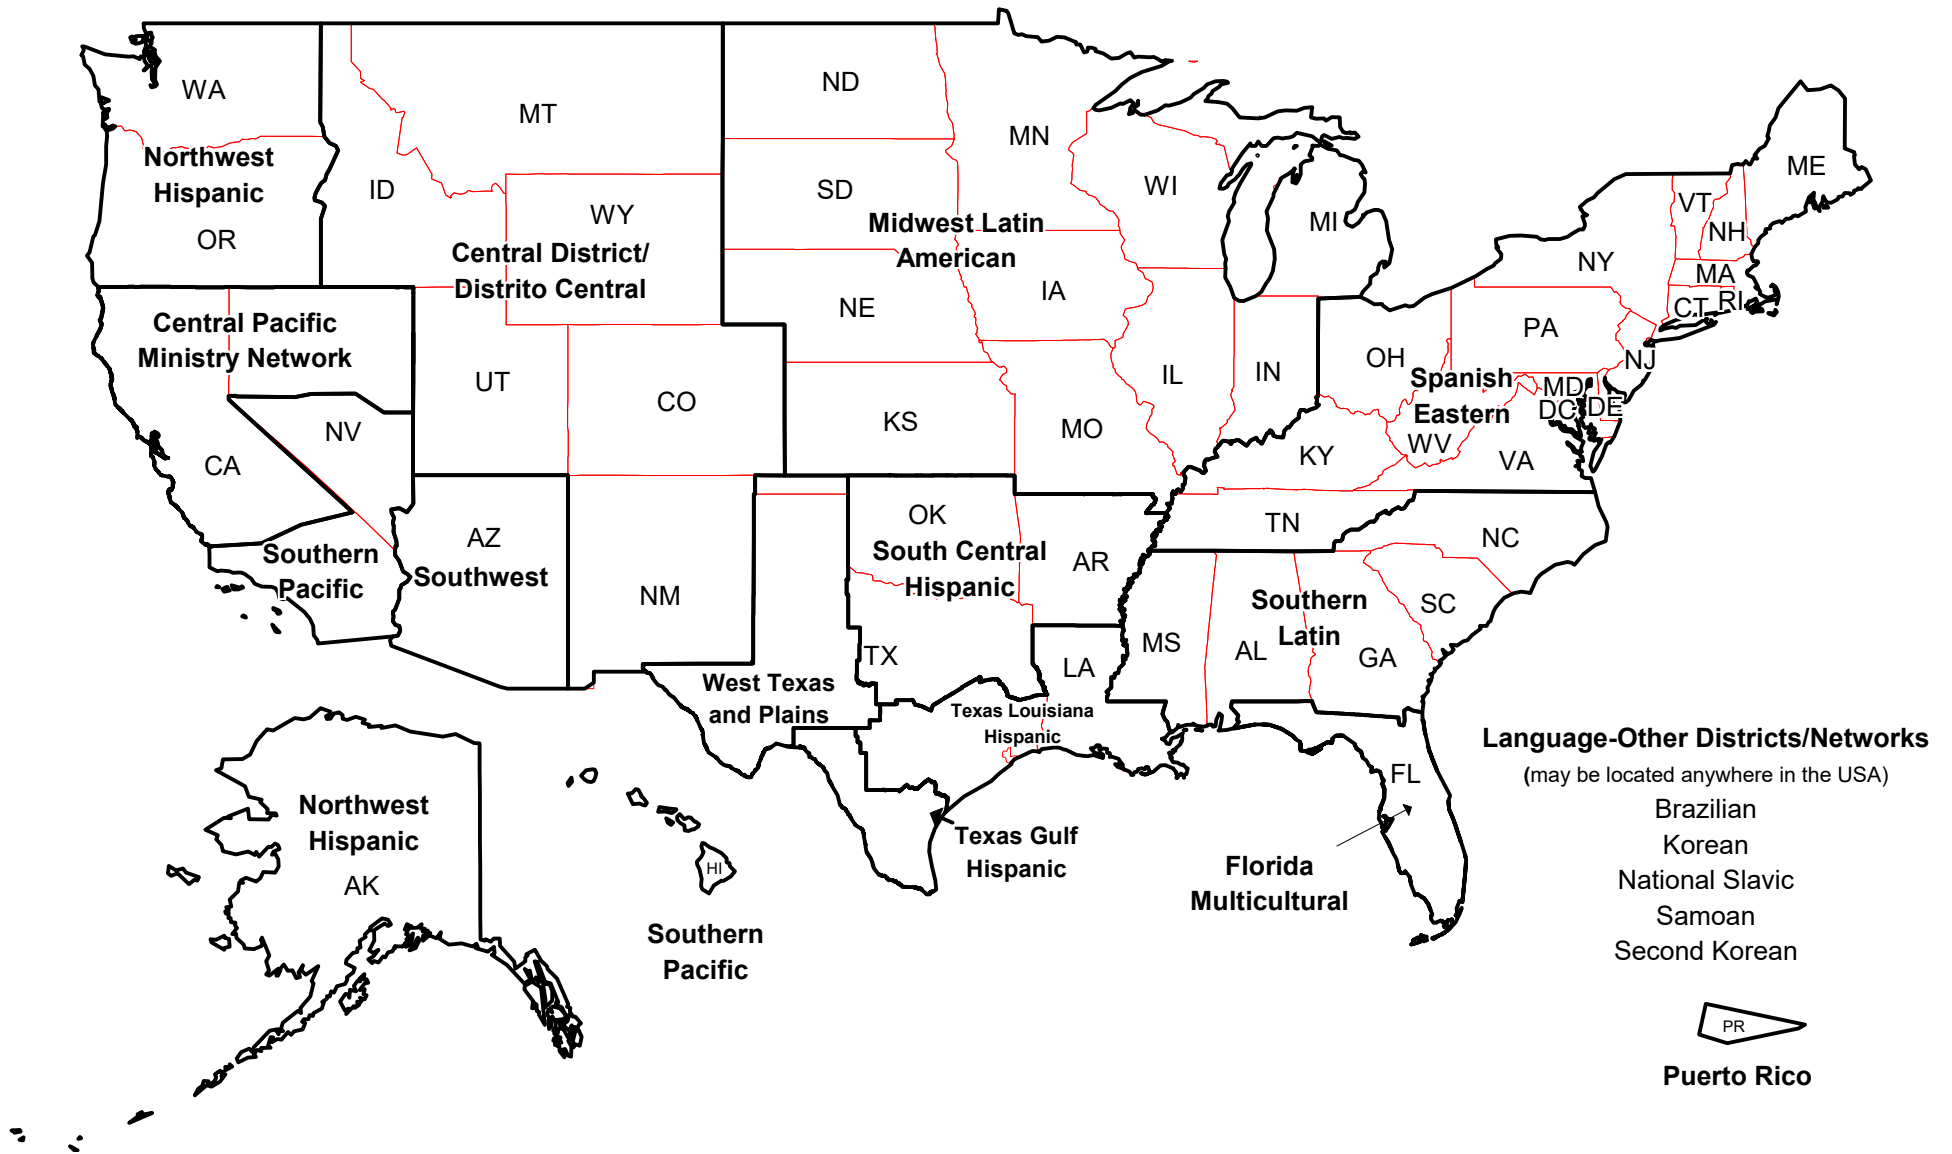 WA
MT
ND
MN
Northwest
Hispanic
ID
SD
WI
ME
WY
MI
VT
NH
OR
Central District/
Distrito Central
Midwest Latin
American
NY
MA
IA
NE
CT
RI
Central Pacific
Ministry Network
PA
UT
OH
NJ
IL
IN
CO
Spanish
Eastern
MD
DC
DE
KS
MO
NV
WV
KY
VA
CA
OK
TN
AZ
NC
South Central
Hispanic
AR
Southern
Pacific
Southwest
NM
Southern
Latin
SC
MS
AL
GA
TX
LA
West Texas
and Plains
Texas Louisiana
Hispanic
FL
Language-Other Districts/Networks
(may be located anywhere in the USA)
Brazilian
Korean
National Slavic
Samoan
Second Korean
Northwest
Hispanic
AK
HI
Southern
Pacific
Texas Gulf
Hispanic
Florida
Multicultural
PR
Puerto Rico